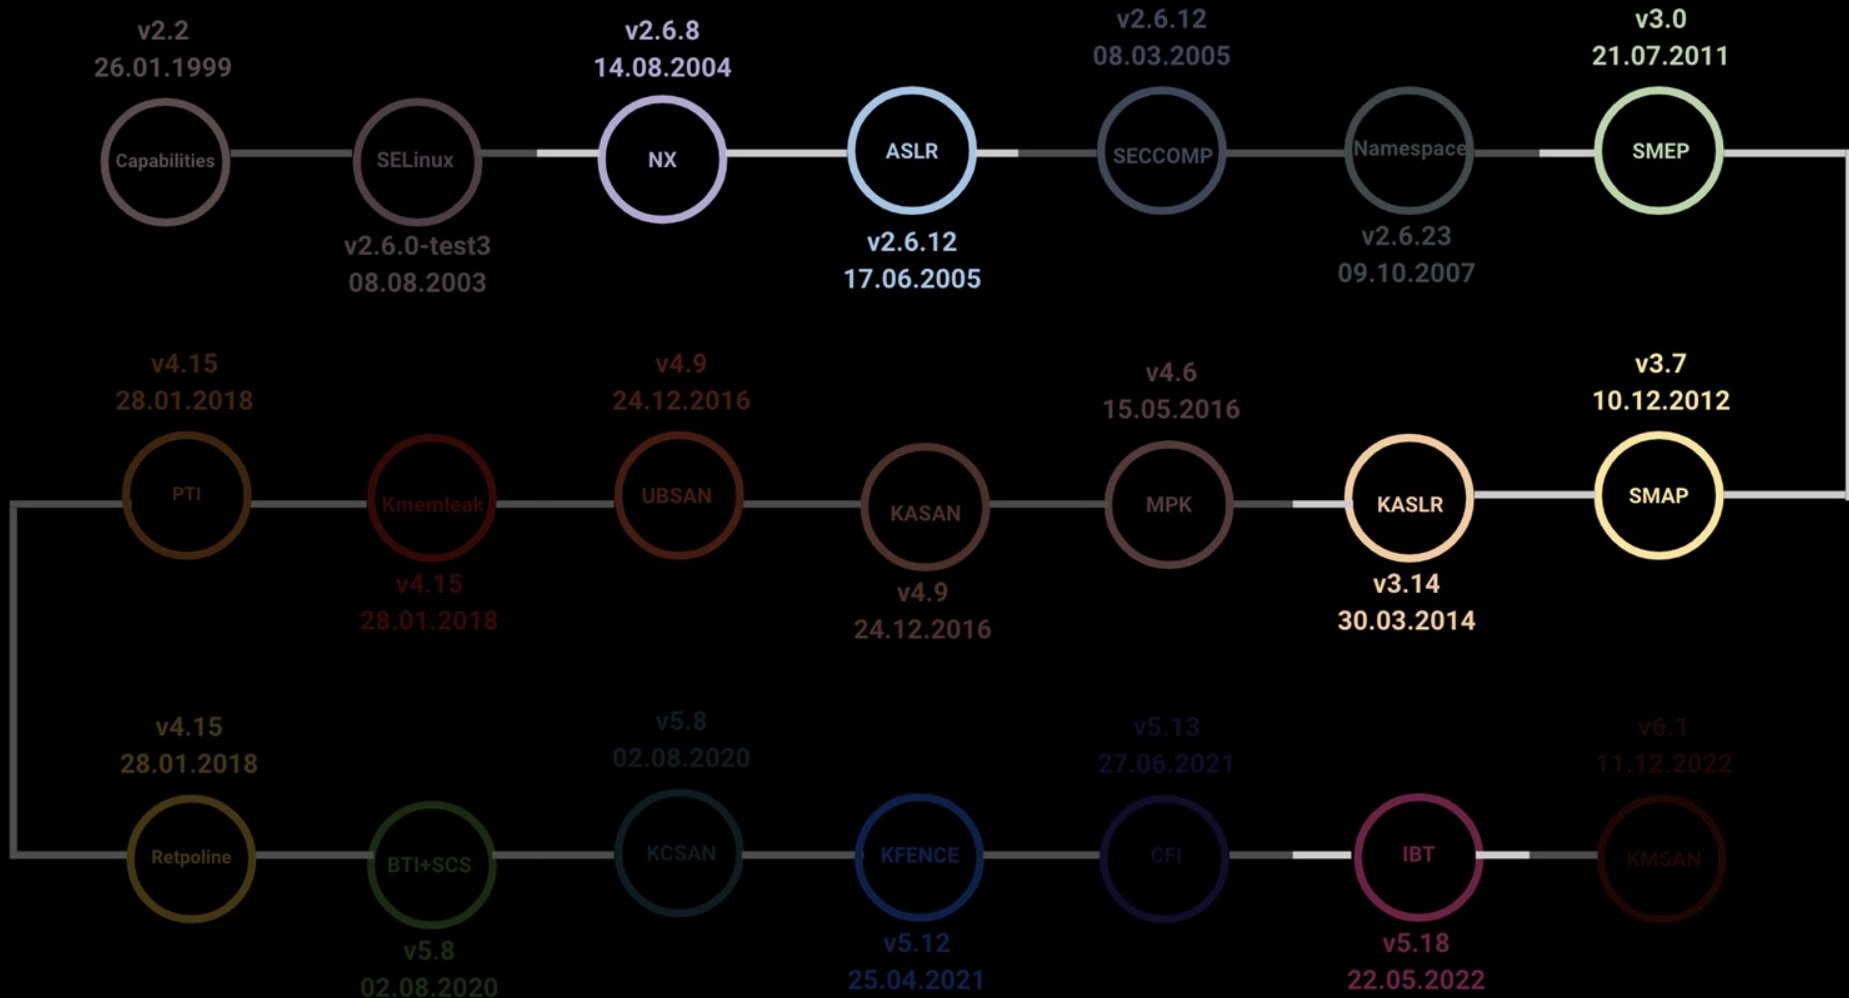 v2.2
26.01.1999
Capabilities
SELinux
v2.6.0-test3
08.08.2003
v2.6.8
14.08.2004
NX
ASLR
v2.6.12
17.06.2005
v2.6.12
08.03.2005
SECCOMP
Namespace
v2.6.23
09.10.2007
v3.0
21.07.2011
SMEP
v3.7
10.12.2012
SMAP
KASLR
v3.14
30.03.2014
v4.6
15.05.2016
MPK
KASAN
v4.9
24.12.2016
v4.9
24.12.2016
UBSAN
Kmemleak
v4.15
28.01.2018
v4.15
28.01.2018
PTI
v4.15
28.01.2018
Retpoline
BTI+SCS
v5.8
02.08.2020
v5.8
02.08.2020
KCSAN
KFENCE
v5.12
25.04.2021
v5.13
27.06.2021
CFI
IBT
v5.18
22.05.2022
v6.1
11.12.2022
KMSAN